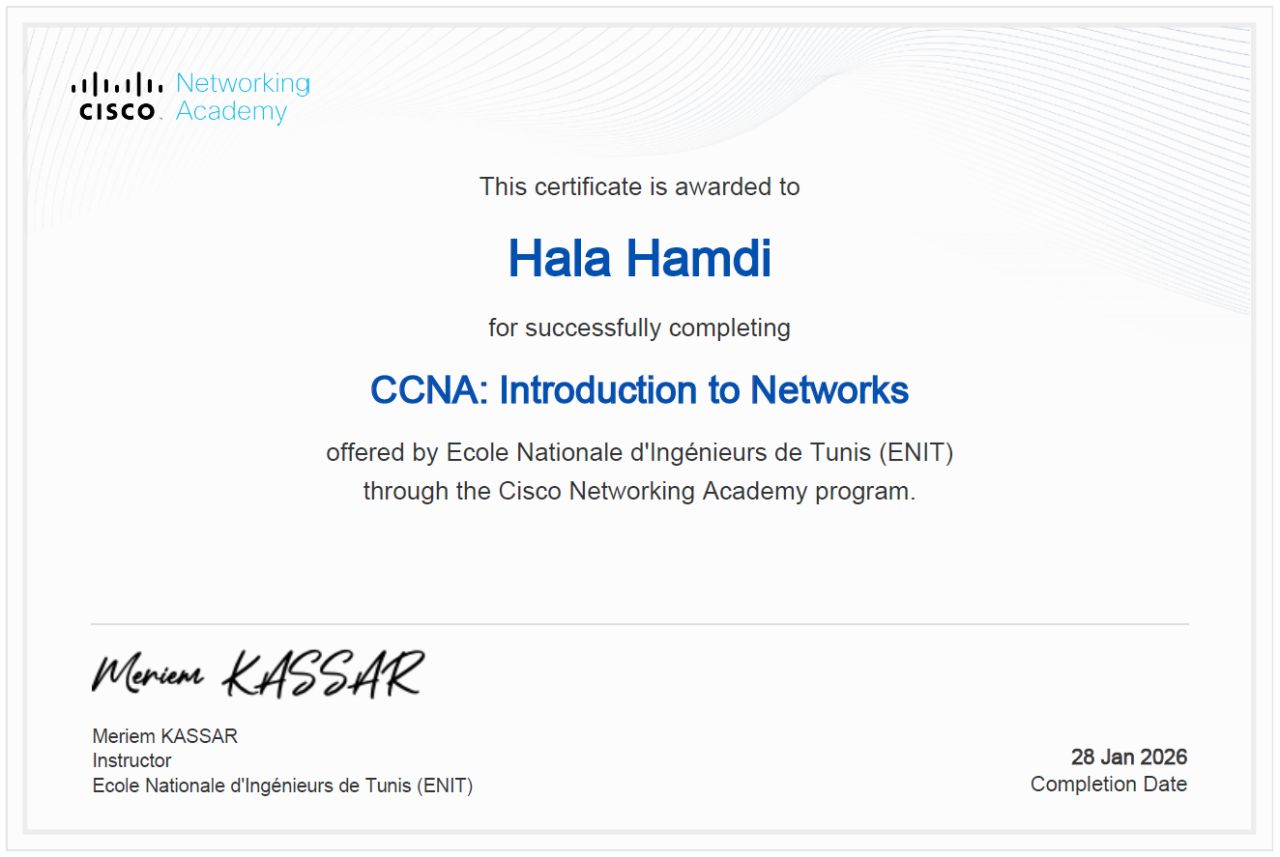 Networking
CISCO Academy
This certificate is awarded to
Hala Hamdi
for successfully completing
CCNA: Introduction to Networks
offered by Ecole Nationale d'Ingénieurs de Tunis (ENIT)
through the Cisco Networking Academy program.
Meriem KASSAR
Meriem KASSAR
Instructor
Ecole Nationale d'Ingénieurs de Tunis (ENIT)
28 Jan 2026
Completion Date